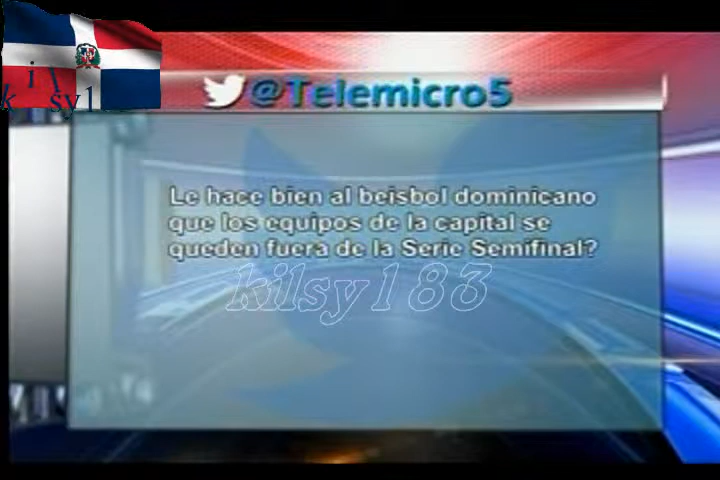 @Telemicro5
Le hace bien al beisbol dominicano
que los equipos de la capital se
queden fuera de la Serie Semifinal?
kilsy183